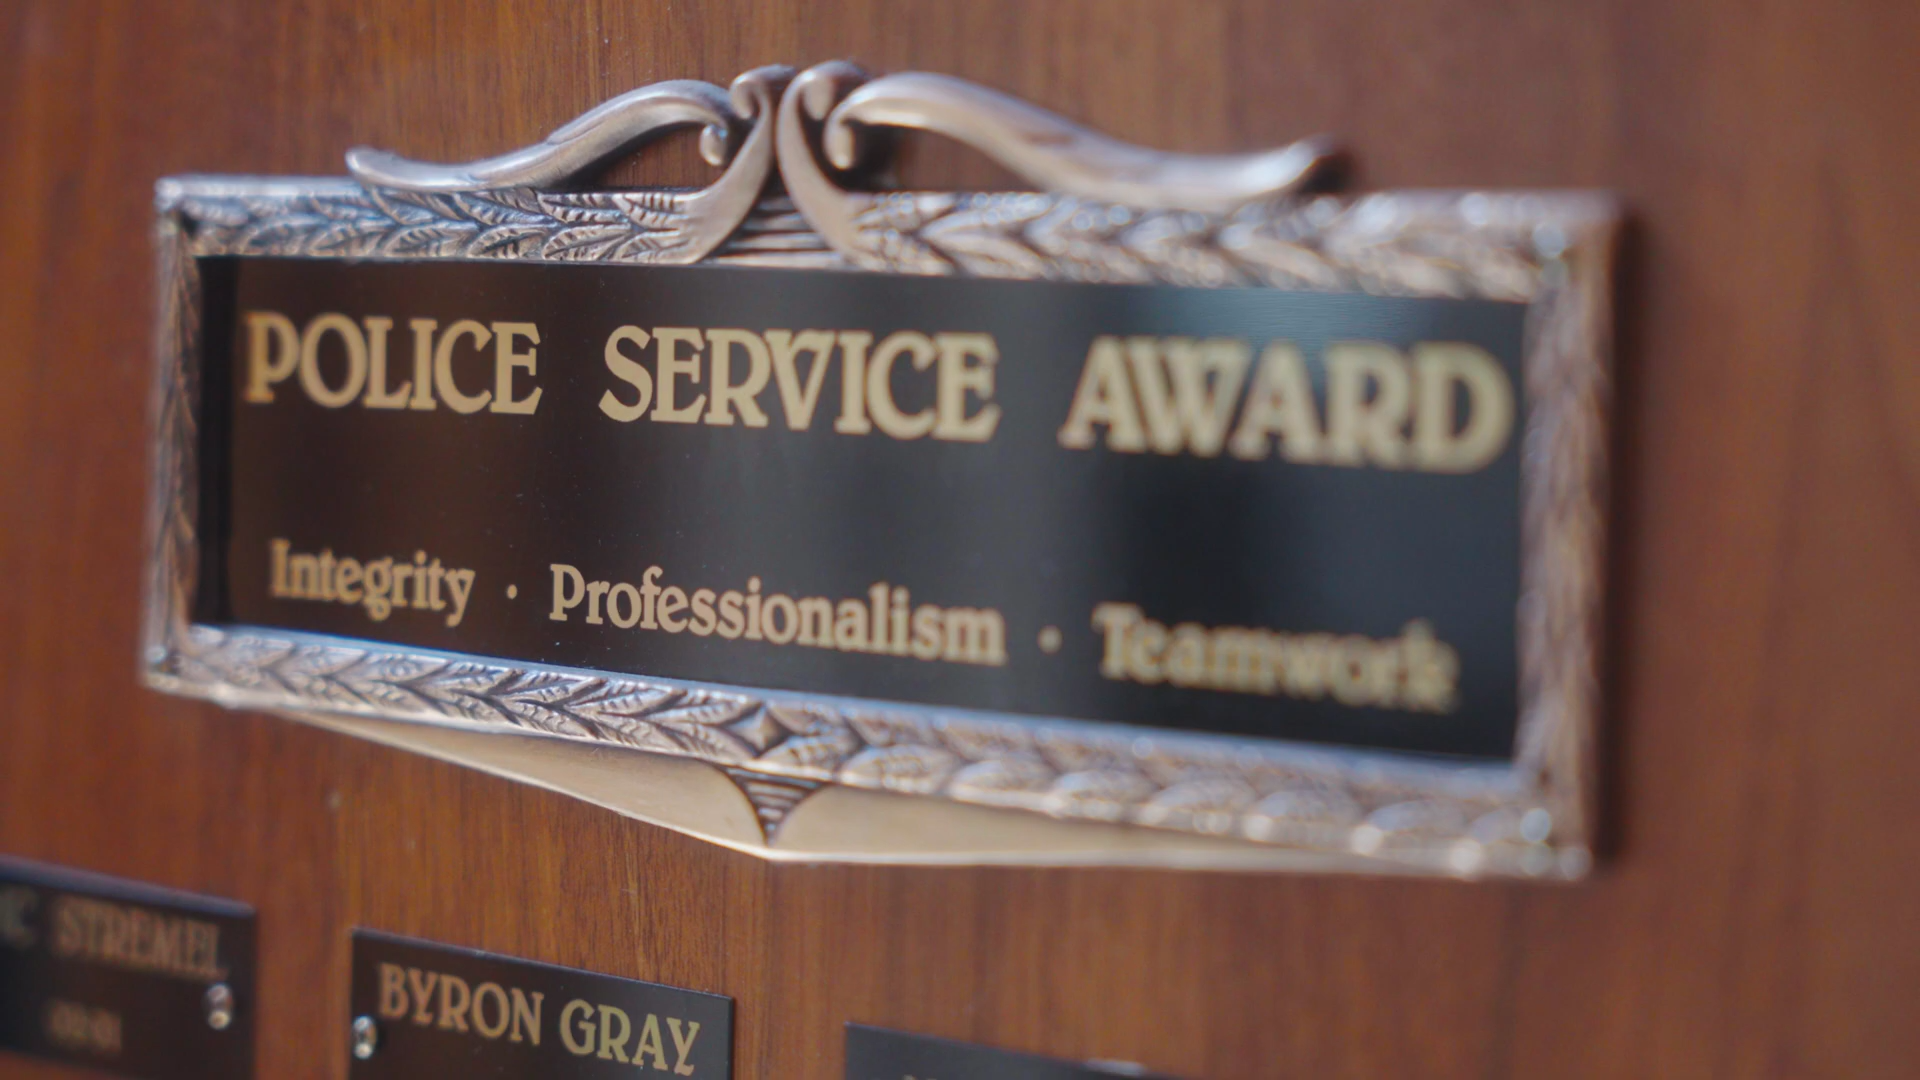 POLICE SERVICE AWARD
Integrity · Professionalism · Teamwork
STREMEL
BYRON GRAY